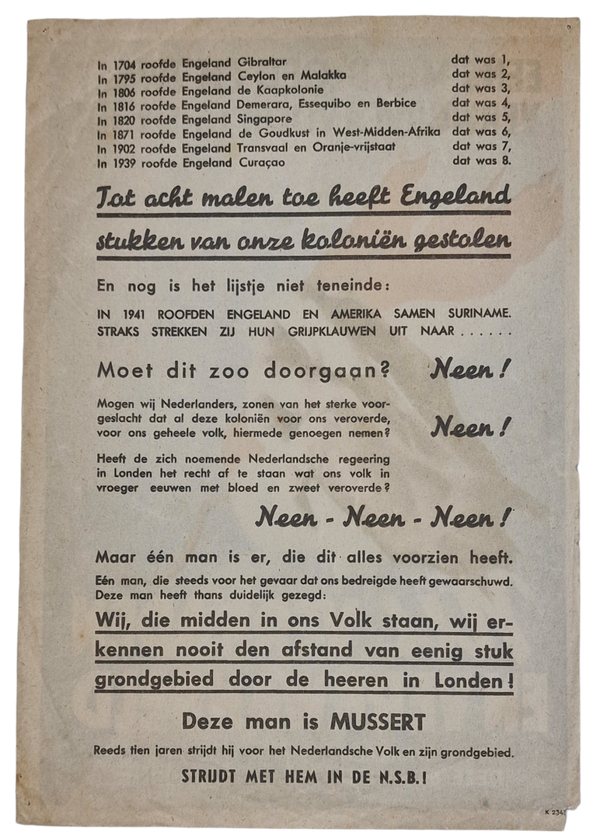 In 1704 roofde Engeland Gibraltar dat was 1,
In 1795 roofde Engeland Ceylon en Malakka dat was 2,
In 1806 roofde Engeland de Kaapkolonie dat was 3,
In 1816 roofde Engeland Demerara, Essequibo en Berbice dat was 4,
In 1820 roofde Engeland Singapore dat was 5,
In 1871 roofde Engeland de Goudkust in West-Midden-Afrika dat was 6,
In 1902 roofde Engeland Transvaal en Oranje-vrijstaat dat was 7,
In 1939 roofde Engeland Curaçao dat was 8.
Tot acht malen toe heeft Engeland
stukken van onze koloniën gestolen
En nog is het lijstje niet teneinde:
IN 1941 ROOFDEN ENGELAND EN AMERIKA SAMEN SURINAME.
STRAKS STREKKEN ZIJ HUN GRIJPKLAUWEN UIT NAAR ......
Moet dit zoo doorgaan? Neen!
Mogen wij Nederlanders, zonen van het sterke voor-
geslacht dat al deze koloniën voor ons veroverde,
voor ons geheele volk, hiermede genoegen nemen? Neen!
Heeft de zich noemende Nederlandsche regeering
in Londen het recht af te staan wat ons volk in
vroeger eeuwen met bloed en zweet veroverde?
Neen - Neen - Neen!
Maar één man is er, die dit alles voorzien heeft.
Eén man, die steeds voor het gevaar dat ons bedreigde heeft gewaarschuwd.
Deze man heeft thans duidelijk gezegd:
Wij, die midden in ons Volk staan, wij er-
kennen nooit den afstand van eenig stuk
grondgebied door de heeren in Londen!
Deze man is MUSSERT
Reeds tien jaren strijdt hij voor het Nederlandsche Volk en zijn grondgebied.
STRIJDT MET HEM IN DE N.S.B.!